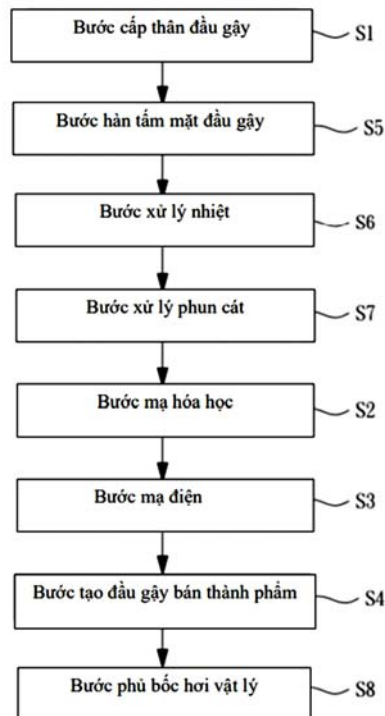 Bước cấp thân đầu gậy S1
Bước hàn tấm mặt đầu gậy S5
Bước xử lý nhiệt S6
Bước xử lý phun cát S7
Bước mạ hóa học S2
Bước mạ điện S3
Bước tạo đầu gậy bán thành phẩm S4
Bước phủ bốc hơi vật lý S8